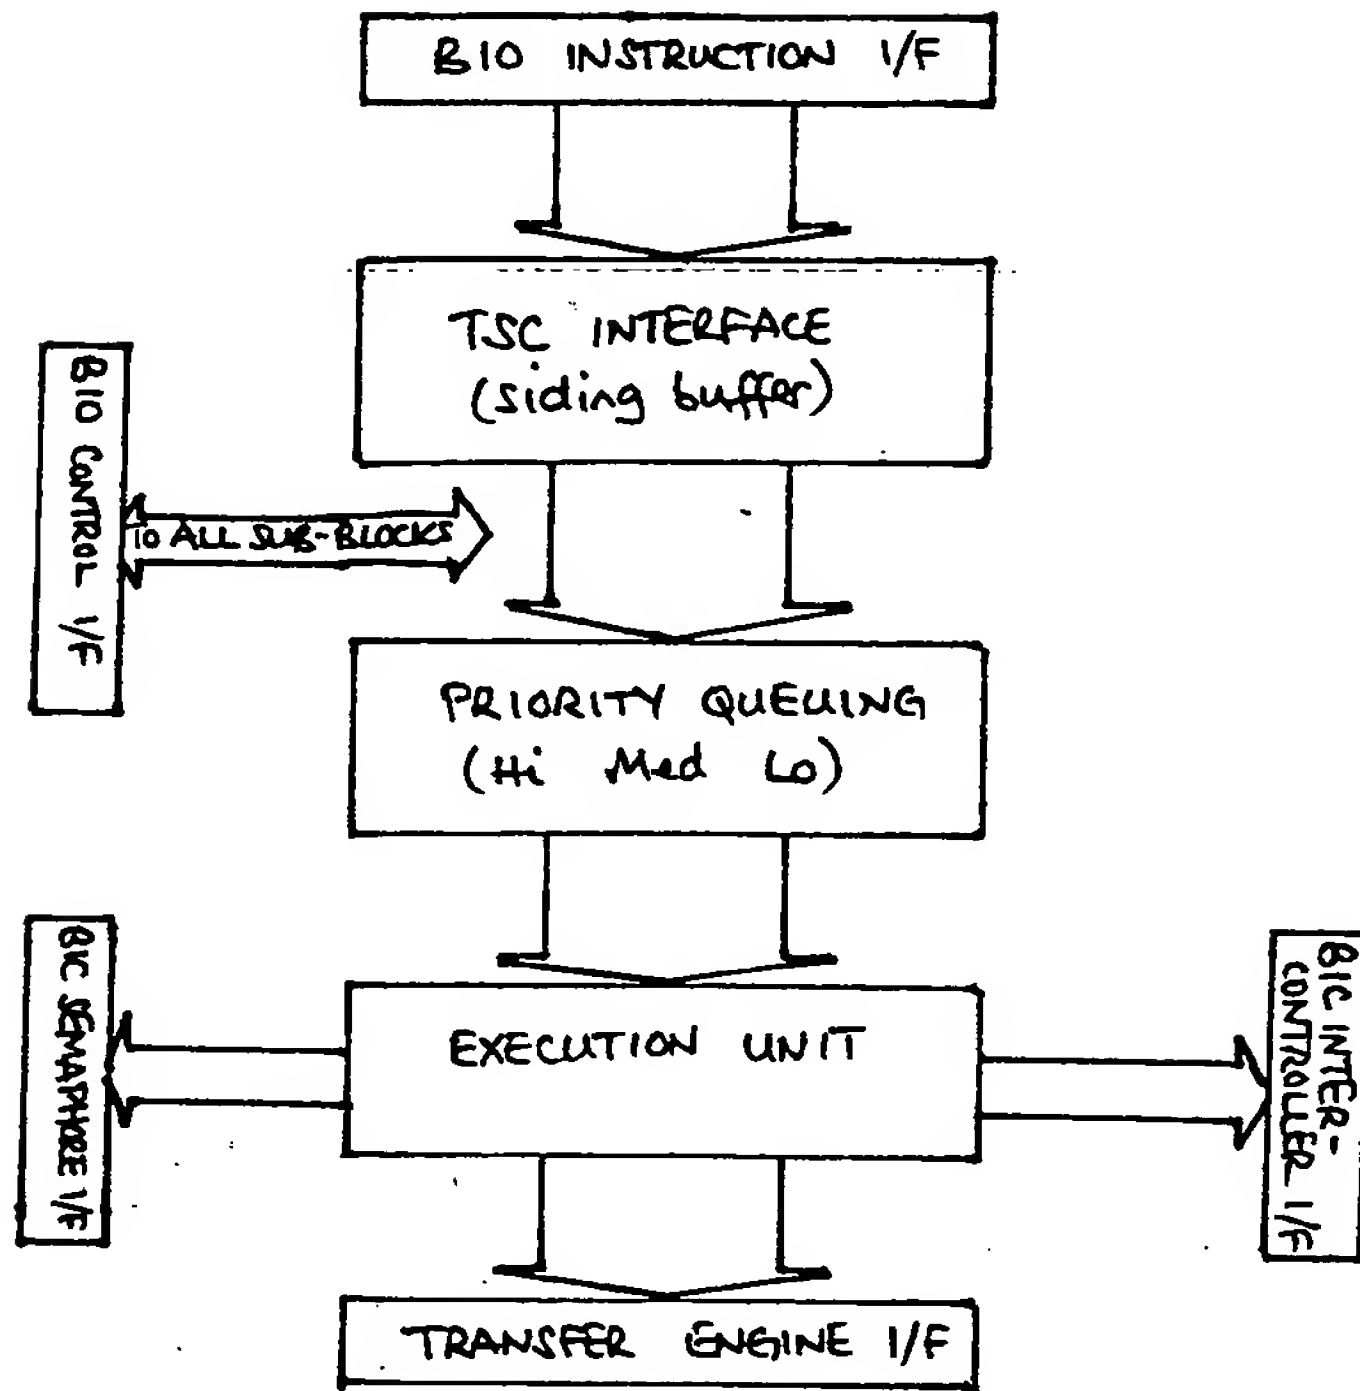 BIO INSTRUCTION I/F
TSC INTERFACE
(siding buffer)
BIO CONTROL I/F
TO ALL SUB-BLOCKS
PRIORITY QUEUING
(Hi Med Lo)
BIC SEMAPHORE I/F
EXECUTION UNIT
BIC INTER-
CONTROLLER I/F
TRANSFER ENGINE I/F